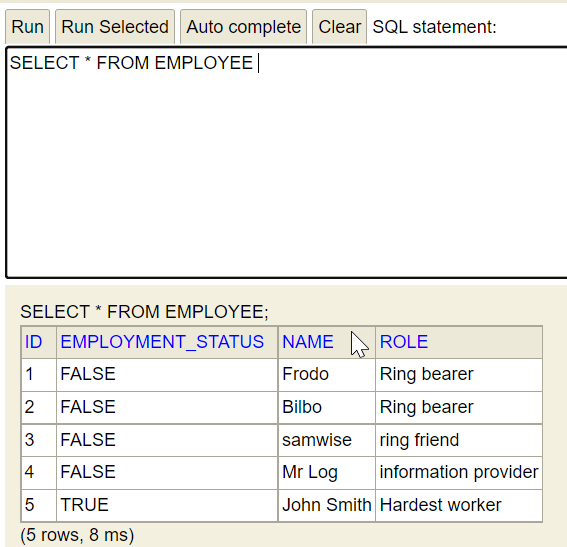 Run Run Selected Auto complete Clear SQL statement:
SELECT * FROM EMPLOYEE
SELECT * FROM EMPLOYEE;
ID EMPLOYMENT_STATUS NAME ROLE
1 FALSE Frodo Ring bearer
2 FALSE Bilbo Ring bearer
3 FALSE samwise ring friend
4 FALSE Mr Log information provider
5 TRUE John Smith Hardest worker
(5 rows, 8 ms)